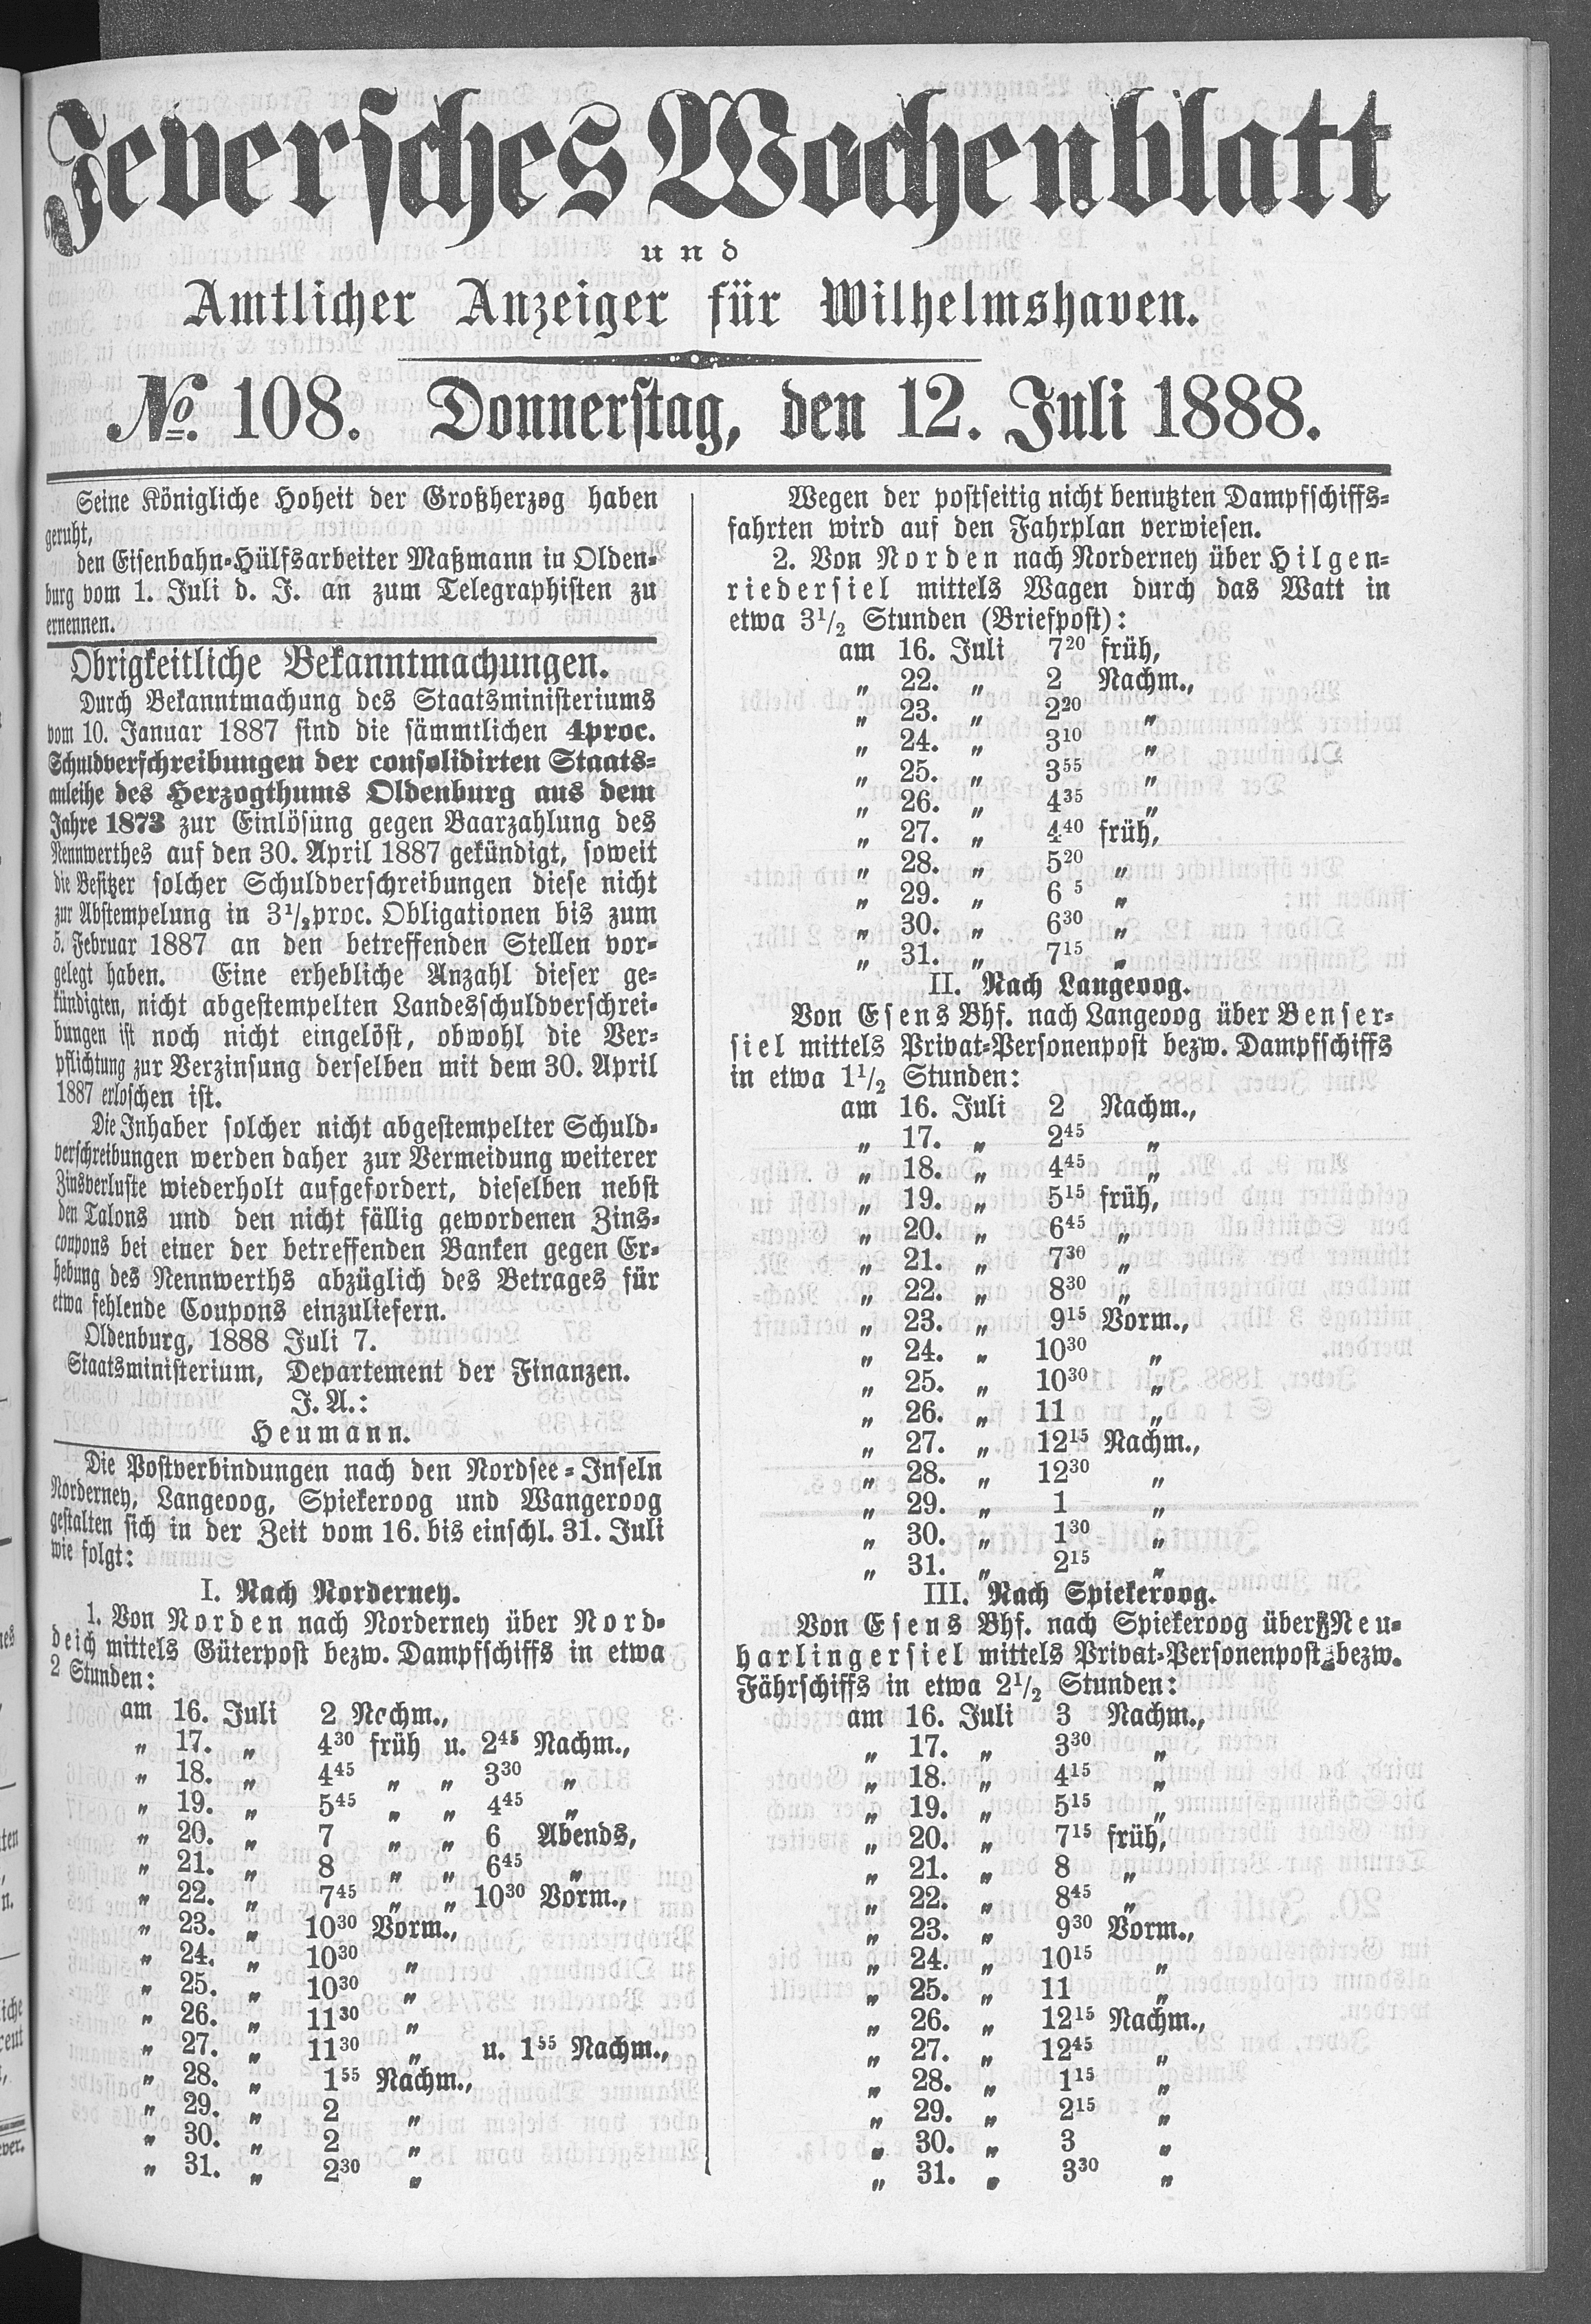 Jeversches Wochenblatt
und
Amtlicher Anzeiger für Wilhelmshaven.
№. 108. Donnerstag, den 12. Juli 1888.
Seine Königliche Hoheit der Großherzog haben
geruht,
den Eisenbahn-Hülfsarbeiter Maßmann in Olden-
burg vom 1. Juli d. J. an zum Telegraphisten zu
ernennen.
Obrigkeitliche Bekanntmachungen.
Durch Bekanntmachung des Staatsministeriums
vom 10. Januar 1887 sind die sämmtlichen 4proc.
Schuldverschreibungen der consolidirten Staats-
anleihe des Herzogthums Oldenburg aus dem
Jahre 1873 zur Einlösung gegen Baarzahlung des
Nennwerthes auf den 30. April 1887 gekündigt, soweit
die Besitzer solcher Schuldverschreibungen diese nicht
zur Abstempelung in 3½proc. Obligationen bis zum
5. Februar 1887 an den betreffenden Stellen vor-
gelegt haben. Eine erhebliche Anzahl dieser ge-
kündigten, nicht abgestempelten Landesschuldverschrei-
bungen ist noch nicht eingelöst, obwohl die Ver-
pflichtung zur Verzinsung derselben mit dem 30. April
1887 erloschen ist.
Die Inhaber solcher nicht abgestempelter Schuld-
verschreibungen werden daher zur Vermeidung weiterer
Zinsverluste wiederholt aufgefordert, dieselben nebst
den Talons und den nicht fällig gewordenen Zins-
coupons bei einer der betreffenden Banken gegen Er-
hebung des Nennwerths abzüglich des Betrages für
etwa fehlende Coupons einzuliefern.
Oldenburg, 1888 Juli 7.
Staatsministerium, Departement der Finanzen.
J. A.:
Heumann.
Die Postverbindungen nach den Nordsee-Inseln
Norderney, Langeoog, Spiekeroog und Wangeroog
gestalten sich in der Zeit vom 16. bis einschl. 31. Juli
wie folgt:
I. Nach Norderney.
1. Von Norden nach Norderney über Nord-
deich mittels Güterpost bezw. Dampfschiffs in etwa
2 Stunden:
am 16. Juli 2 Nachm.,
„ 17. „ 4³⁰ früh u. 2⁴⁵ Nachm.,
„ 18. „ 4⁴⁵ „ „ 3³⁰ „
„ 19. „ 5⁴⁵ „ „ 4⁴⁵ „
„ 20. „ 7 „ „ 6 Abends,
„ 21. „ 8 „ „ 6⁴⁵ „
„ 22. „ 7⁴⁵ „ „ 10³⁰ Vorm.,
„ 23. „ 10³⁰ Vorm.,
„ 24. „ 10³⁰ „
„ 25. „ 10³⁰ „
„ 26. „ 11³⁰ „
„ 27. „ 11³⁰ „ u. 1⁵⁵ Nachm.,
„ 28. „ 1⁵⁵ Nachm.,
„ 29. „ 2 „
„ 30. „ 2 „
„ 31. „ 2³⁰ „
Wegen der postseitig nicht benutzten Dampfschiffs-
fahrten wird auf den Fahrplan verwiesen.
2. Von Norden nach Norderney über Hilgen-
riedersiel mittels Wagen durch das Watt in
etwa 3½ Stunden (Briefpost):
am 16. Juli 7²⁰ früh,
„ 22. „ 2 Nachm.,
„ 23. „ 2²⁰ „
„ 24. „ 3¹⁰ „
„ 25. „ 3⁵⁵ „
„ 26. „ 4³⁵ „
„ 27. „ 4⁴⁰ früh,
„ 28. „ 5²⁰ „
„ 29. „ 6⁵ „
„ 30. „ 6³⁰ „
„ 31. „ 7¹⁵ „
II. Nach Langeoog.
Von Esens Bhf. nach Langeoog über Benser-
siel mittels Privat-Personenpost bezw. Dampfschiffs
in etwa 1½ Stunden:
am 16. Juli 2 Nachm.,
„ 17. „ 2⁴⁵ „
„ 18. „ 4⁴⁵ „
„ 19. „ 5¹⁵ früh,
„ 20. „ 6⁴⁵ „
„ 21. „ 7³⁰ „
„ 22. „ 8³⁰ „
„ 23. „ 9¹⁵ Vorm.,
„ 24. „ 10³⁰ „
„ 25. „ 10³⁰ „
„ 26. „ 11 „
„ 27. „ 12¹⁵ Nachm.,
„ 28. „ 12³⁰ „
„ 29. „ 1 „
„ 30. „ 1³⁰ „
„ 31. „ 2¹⁵ „
III. Nach Spiekeroog.
Von Esens Bhf. nach Spiekeroog über Neu-
harlingersiel mittels Privat-Personenpost bezw.
Fährschiffs in etwa 2½ Stunden:
am 16. Juli 3 Nachm.,
„ 17. „ 3³⁰ „
„ 18. „ 4¹⁵ „
„ 19. „ 5¹⁵ „
„ 20. „ 7¹⁵ früh,
„ 21. „ 8 „
„ 22. „ 8⁴⁵ „
„ 23. „ 9³⁰ Vorm.,
„ 24. „ 10¹⁵ „
„ 25. „ 11 „
„ 26. „ 12¹⁵ Nachm.,
„ 27. „ 12⁴⁵ „
„ 28. „ 1¹⁵ „
„ 29. „ 2¹⁵ „
„ 30. „ 3 „
„ 31. „ 3³⁰ „